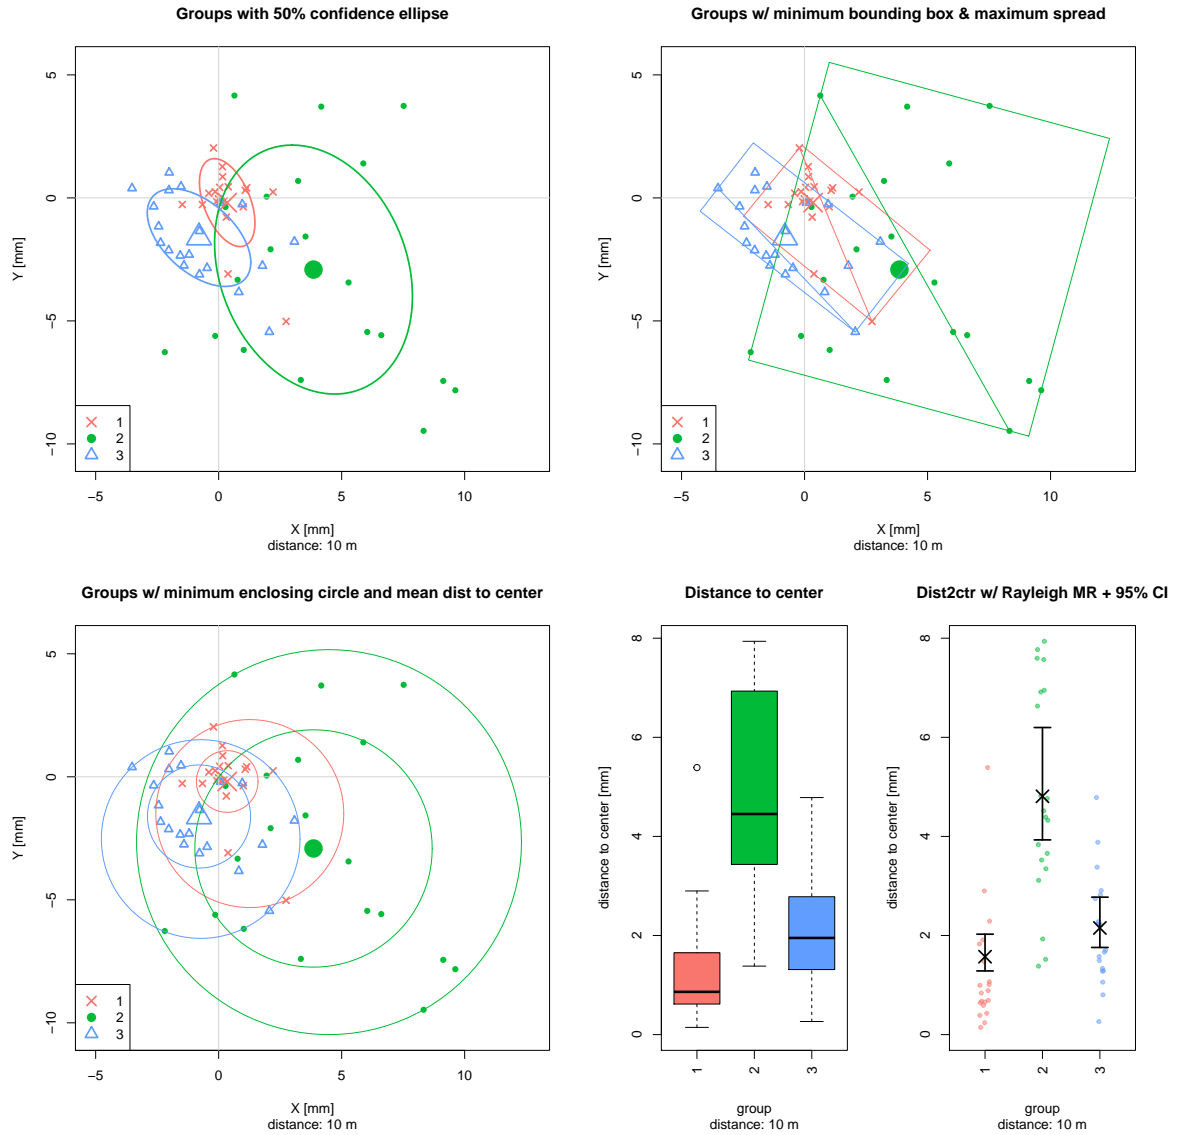 Groups with 50% confidence ellipse
5
0
−5
−10
Y [mm]
1
2
3
−5
0
5
10
X [mm]
distance: 10 m
Groups w/ minimum bounding box & maximum spread
5
0
−5
−10
Y [mm]
1
2
3
−5
0
5
10
X [mm]
distance: 10 m
Groups w/ minimum enclosing circle and mean dist to center
5
0
−5
−10
Y [mm]
1
2
3
−5
0
5
10
X [mm]
distance: 10 m
Distance to center
8
6
4
2
0
distance to center [mm]
1
2
3
group
distance: 10 m
Dist2ctr w/ Rayleigh MR + 95% CI
8
6
4
2
0
distance to center [mm]
1
2
3
group
distance: 10 m